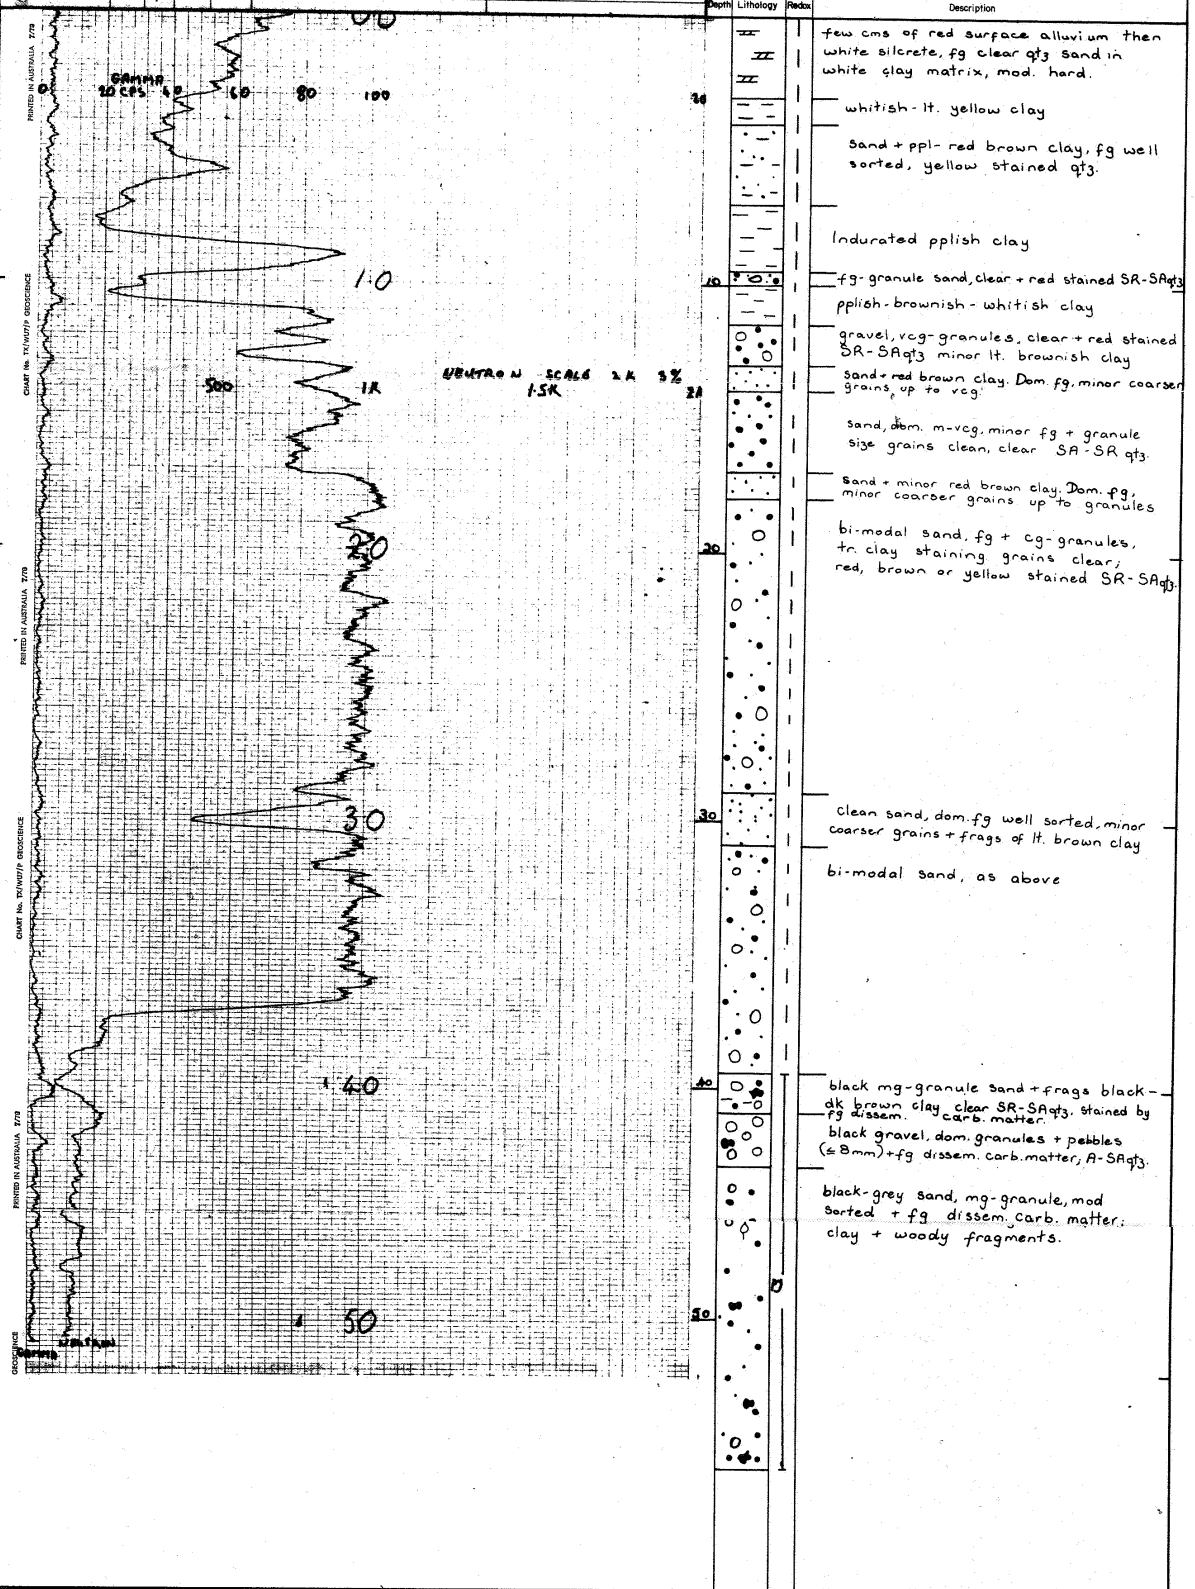 Depth Lithology Redox Description
00
GAMMA
0 20 CPS 40 60 80 100
10
500 1K 1.5K 2K
NEUTRON SCALE 2K 3%
20
30
40
50
GAMMA NEUTRON
PRINTED IN AUSTRALIA 7/70
CHART No. TX/WU7/P GEOSCIENCE
PRINTED IN AUSTRALIA 7/70
CHART No. TX/WU7/P GEOSCIENCE
PRINTED IN AUSTRALIA 7/70
GEOSCIENCE
10
20
30
40
50
few cms of red surface alluvium then
white silcrete, fg clear qtz sand in
white clay matrix, mod. hard.
whitish-lt. yellow clay
sand + ppl-red brown clay, fg well
sorted, yellow stained qtz.
Indurated pplish clay
fg-granule sand, clear + red stained SR-SAqtz
pplish-brownish-whitish clay
gravel, vcg-granules, clear + red stained
SR-SAqtz minor lt. brownish clay
sand + red brown clay. Dom. fg, minor coarser
grains, up to vcg.
sand, dom. m-vcg, minor fg + granule
size grains clean, clear SA-SR qtz.
sand + minor red brown clay. Dom. fg,
minor coarser grains up to granules
bi-modal sand, fg + cg-granules,
tr. clay staining grains clear;
red, brown or yellow stained SR-SAqtz.
clean sand, dom. fg well sorted, minor
coarser grains + frags of lt. brown clay
bi-modal sand, as above
black mg-granule sand + frags black-
dk brown clay clear SR-SAqtz. stained by
fg dissem. carb. matter.
black gravel, dom. granules + pebbles
(≤8mm) + fg dissem. carb. matter, A-SAqtz.
black-grey sand, mg-granule, mod
sorted + fg dissem. carb. matter;
clay + woody fragments.